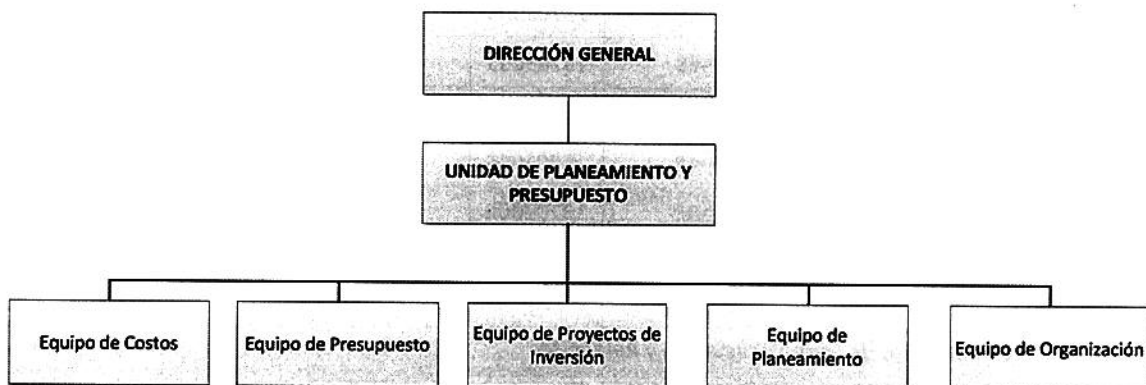 DIRECCIÓN GENERAL
UNIDAD DE PLANEAMIENTO Y
PRESUPUESTO
Equipo de Costos
Equipo de Presupuesto
Equipo de Proyectos de
Inversión
Equipo de
Planeamiento
Equipo de Organización